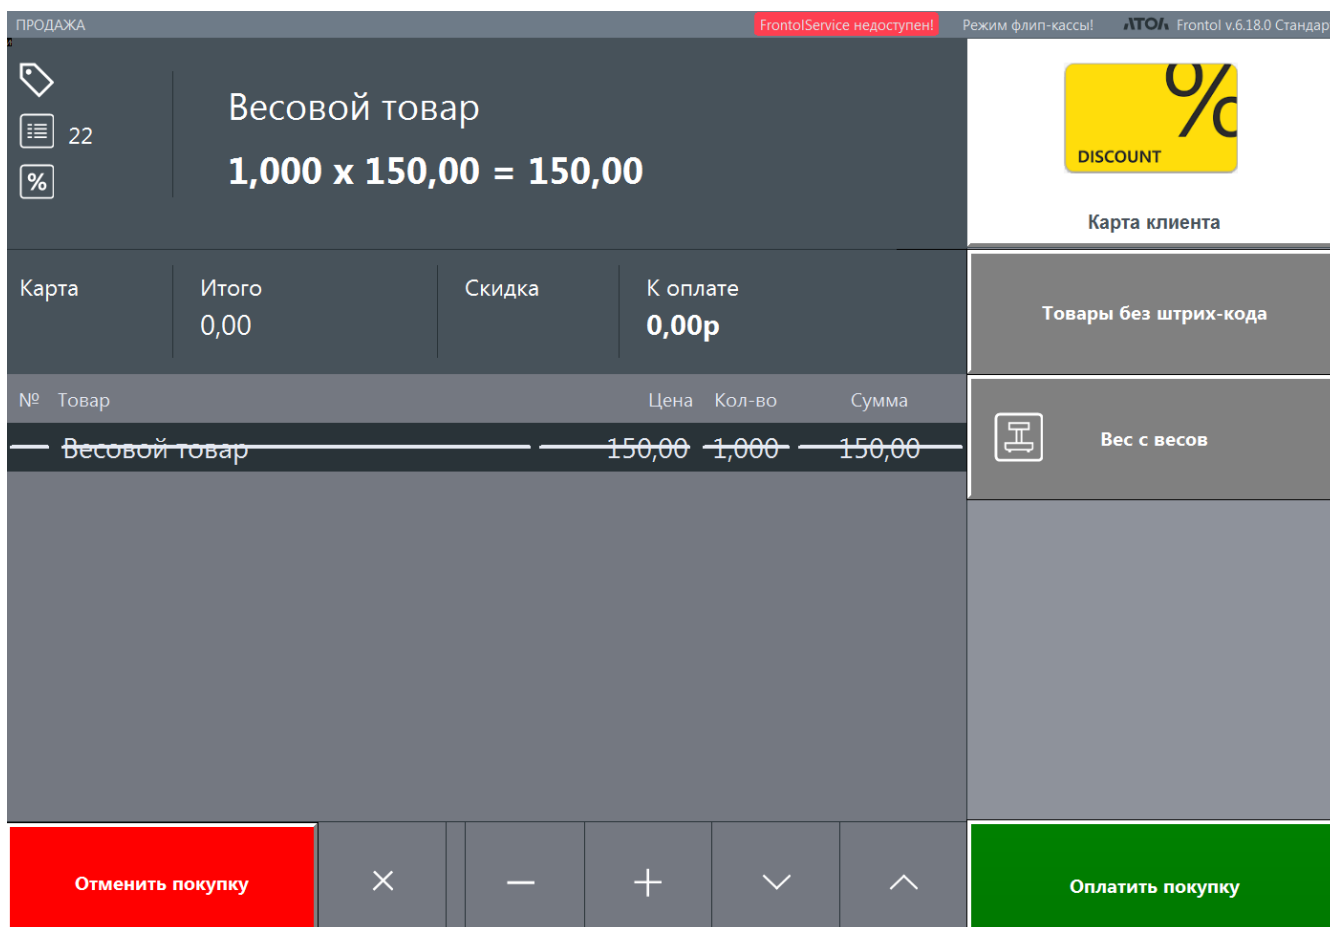 ПРОДАЖА
FrontolService недоступен!
Режим флип-кассы!
АТОЛ Frontol v.6.18.0 Стандар
Весовой товар
22
1,000 x 150,00 = 150,00
%
DISCOUNT
Карта клиента
Карта Итого Скидка К оплате
0,00 0,00р
Товары без штрих-кода
№ Товар Цена Кол-во Сумма
Весовой товар 150,00 1,000 150,00
Вес с весов
Отменить покупку
Оплатить покупку